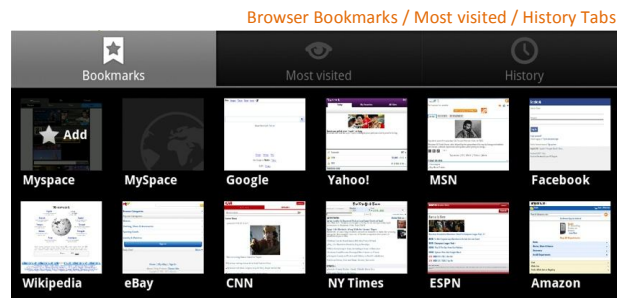 Browser Bookmarks / Most visited / History Tabs
Bookmarks Most visited History
Add
Myspace MySpace Google Yahoo! MSN Facebook
Wikipedia eBay CNN NY Times ESPN Amazon